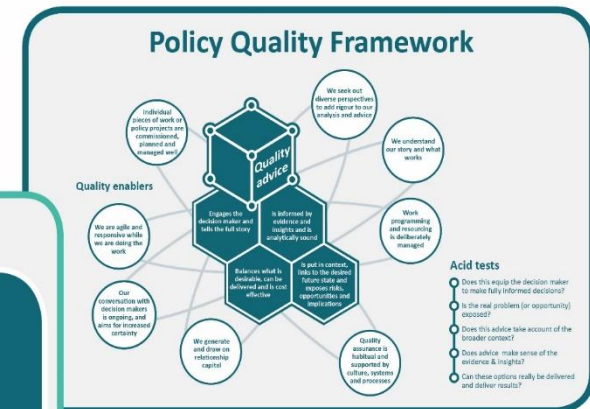 Policy Quality Framework
Individual
pieces of work or
policy projects are
commissioned,
planned and
managed well
We seek out
diverse perspectives
to add rigour to our
analysis and advice
We understand
our story and what
works
Quality
advice
Quality enablers
Engages the
decision maker and
tells the full story
Is informed by
evidence and
insights and is
analytically sound
We are agile and
responsive while
we are doing the
work
Work
programming
and resourcing
is deliberately
managed
Balances what is
desirable, can be
delivered and is cost
effective
Is put in context,
links to the desired
future state and
exposes risks,
opportunities and
implications
Our
conversation with
decision makers
is ongoing, and
aims for increased
certainty
We generate
and draw on
relationship
capital
Quality
assurance is
habitual and
supported by
culture, systems
and processes
Acid tests
Does this equip the decision maker
to make fully informed decisions?
Is the real problem (or opportunity)
exposed?
Does this advice take account of the
broader context?
Does advice make sense of the
evidence & insights?
Can these options really be delivered
and deliver results?